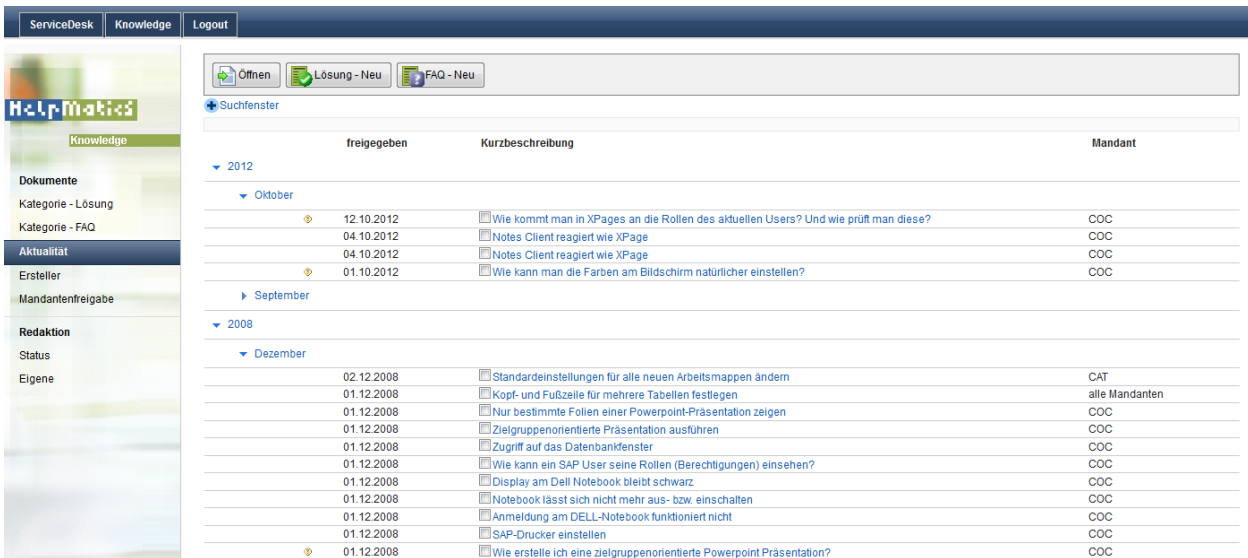 ServiceDesk Knowledge Logout
HelpMatics
Knowledge
Dokumente
Kategorie - Lösung
Kategorie - FAQ
Aktualität
Ersteller
Mandantenfreigabe
Redaktion
Status
Eigene
Öffnen Lösung - Neu FAQ - Neu
Suchfenster
freigegeben Kurzbeschreibung Mandant
2012
Oktober
12.10.2012 Wie kommt man in XPages an die Rollen des aktuellen Users? Und wie prüft man diese? COC
04.10.2012 Notes Client reagiert wie XPage COC
04.10.2012 Notes Client reagiert wie XPage COC
01.10.2012 Wie kann man die Farben am Bildschirm natürlicher einstellen? COC
September
2008
Dezember
02.12.2008 Standardeinstellungen für alle neuen Arbeitsmappen ändern CAT
01.12.2008 Kopf- und Fußzeile für mehrere Tabellen festlegen alle Mandanten
01.12.2008 Nur bestimmte Folien einer Powerpoint-Präsentation zeigen COC
01.12.2008 Zielgruppenorientierte Präsentation ausführen COC
01.12.2008 Zugriff auf das Datenbankfenster COC
01.12.2008 Wie kann ein SAP User seine Rollen (Berechtigungen) einsehen? COC
01.12.2008 Display am Dell Notebook bleibt schwarz COC
01.12.2008 Notebook lässt sich nicht mehr aus- bzw. einschalten COC
01.12.2008 Anmeldung am DELL-Notebook funktioniert nicht COC
01.12.2008 SAP-Drucker einstellen COC
01.12.2008 Wie erstelle ich eine zielgruppenorientierte Powerpoint Präsentation? COC